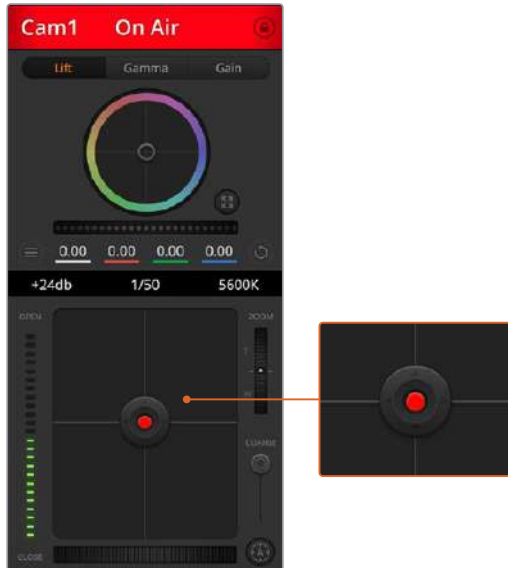 Cam1 On Air
Lift Gamma Gain
0.00 0.00 0.00 0.00
+24db 1/50 5600K
OPEN ZOOM
T
W
COARSE
CLOSE A